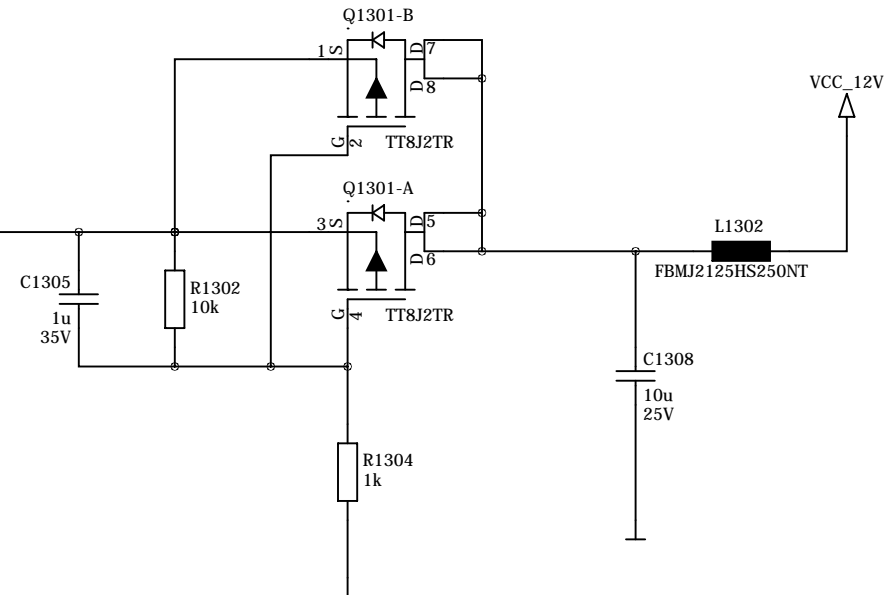 Q1301-B
1 S
D 7
D 8
G 2
TT8J2TR
VCC_12V
Q1301-A
3 S
D 5
D 6
G 4
TT8J2TR
L1302
FBMJ2125HS250NT
C1305
1u
35V
R1302
10k
C1308
10u
25V
R1304
1k